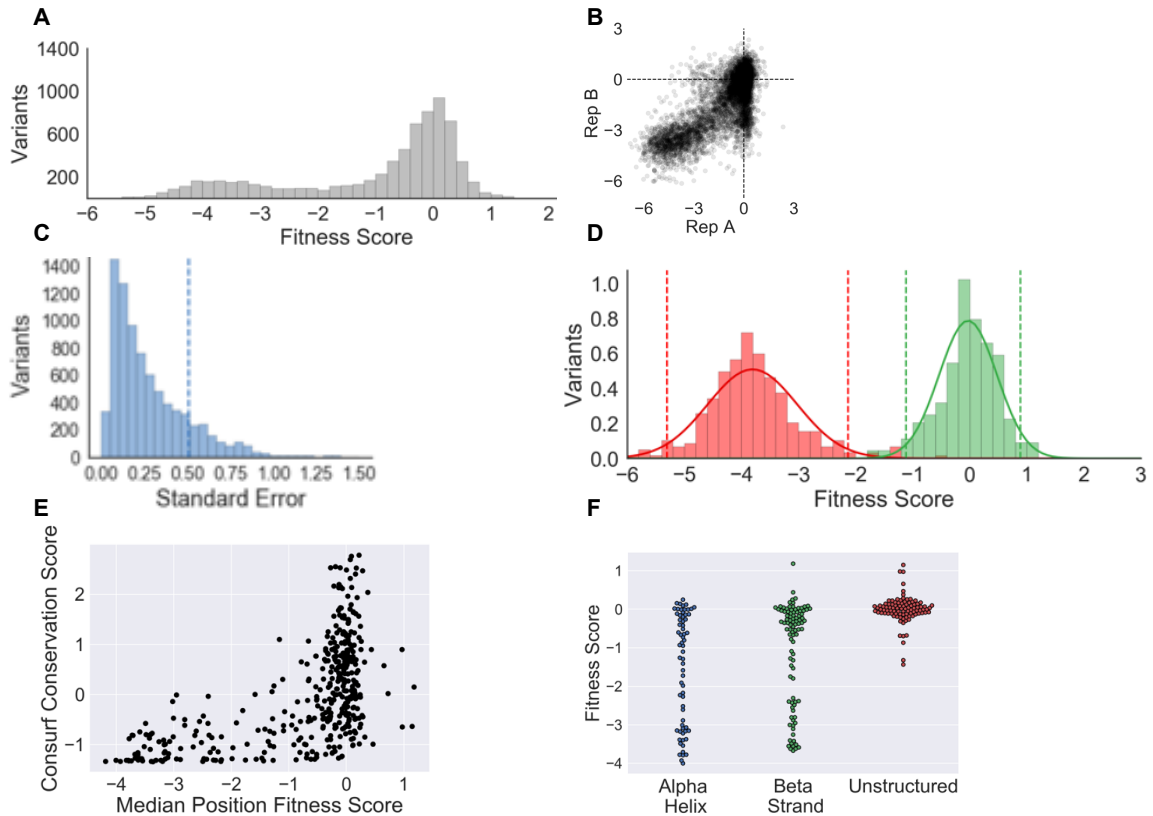 A
1400
1000
600
200
Variants
−6 −5 −4 −3 −2 −1 0 1 2
Fitness Score
B
3
0
−3
−6
Rep B
−6 −3 0 3
Rep A
C
1400
1200
1000
800
600
400
200
0
Variants
0.00 0.25 0.50 0.75 1.00 1.25 1.50
Standard Error
D
1.0
0.8
0.6
0.4
0.2
0.0
Variants
−6 −5 −4 −3 −2 −1 0 1 2 3
Fitness Score
E
2
1
0
−1
Consurf Conservation Score
−4 −3 −2 −1 0 1
Median Position Fitness Score
F
1
0
−1
−2
−3
−4
Fitness Score
Alpha Helix
Beta Strand
Unstructured